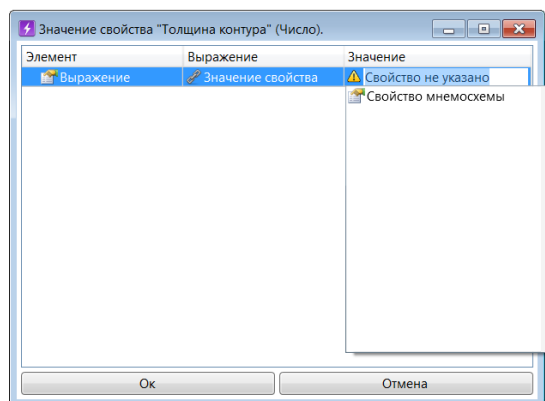 Значение свойства "Толщина контура" (Число).
Элемент Выражение Значение
Выражение Значение свойства Свойство не указано
Свойство мнемосхемы
Ок Отмена